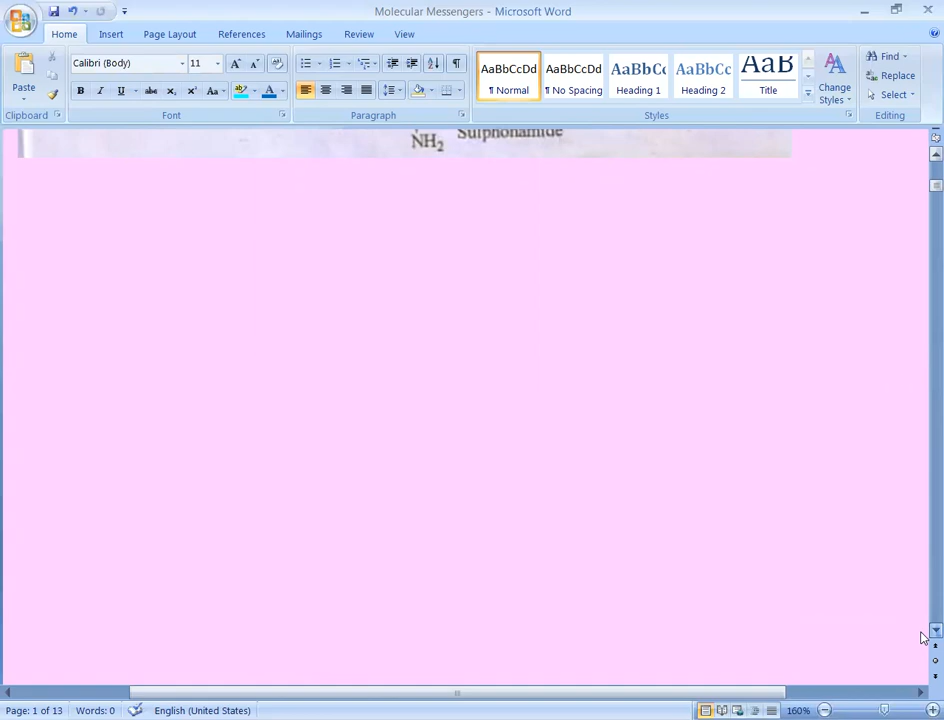 Molecular Messengers - Microsoft Word
Home Insert Page Layout References Mailings Review View
Paste
Clipboard
Calibri (Body) 11
Font
Paragraph
AaBbCcDd AaBbCcDd AaBbCc AaBbCc AaB
¶ Normal ¶ No Spacing Heading 1 Heading 2 Title
Change
Styles
Styles
Find
Replace
Select
Editing
Sulphonamide
NH2
Page: 1 of 13 Words: 0 English (United States) 160%